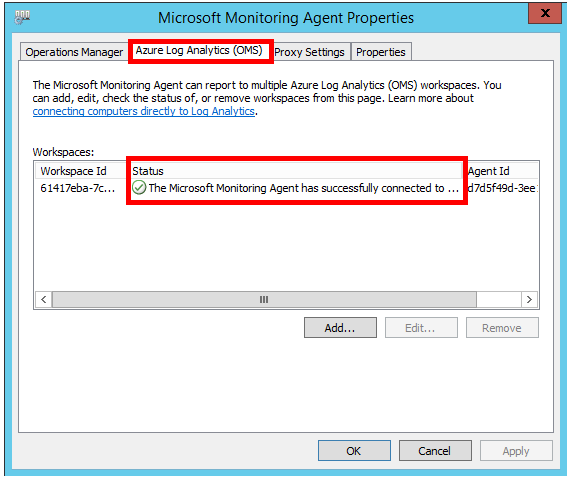 Microsoft Monitoring Agent Properties
x
Operations Manager Azure Log Analytics (OMS) Proxy Settings Properties
The Microsoft Monitoring Agent can report to multiple Azure Log Analytics (OMS) workspaces. You
can add, edit, check the status of, or remove workspaces from this page. Learn more about
connecting computers directly to Log Analytics.
Workspaces:
Workspace Id Status Agent Id
61417eba-7c... The Microsoft Monitoring Agent has successfully connected to ... d7d5f49d-3ee
Add... Edit... Remove
OK Cancel Apply